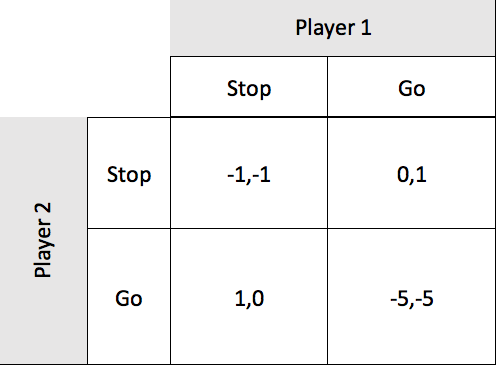 Player 1
Stop Go
Player 2
Stop -1,-1 0,1
Go 1,0 -5,-5